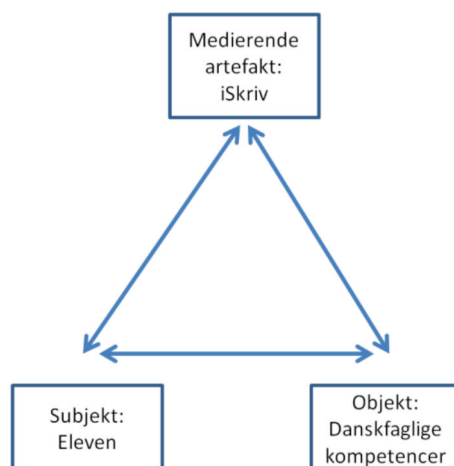 Medierende
artefakt:
iSkriv
Subjekt:
Eleven
Objekt:
Danskfaglige
kompetencer